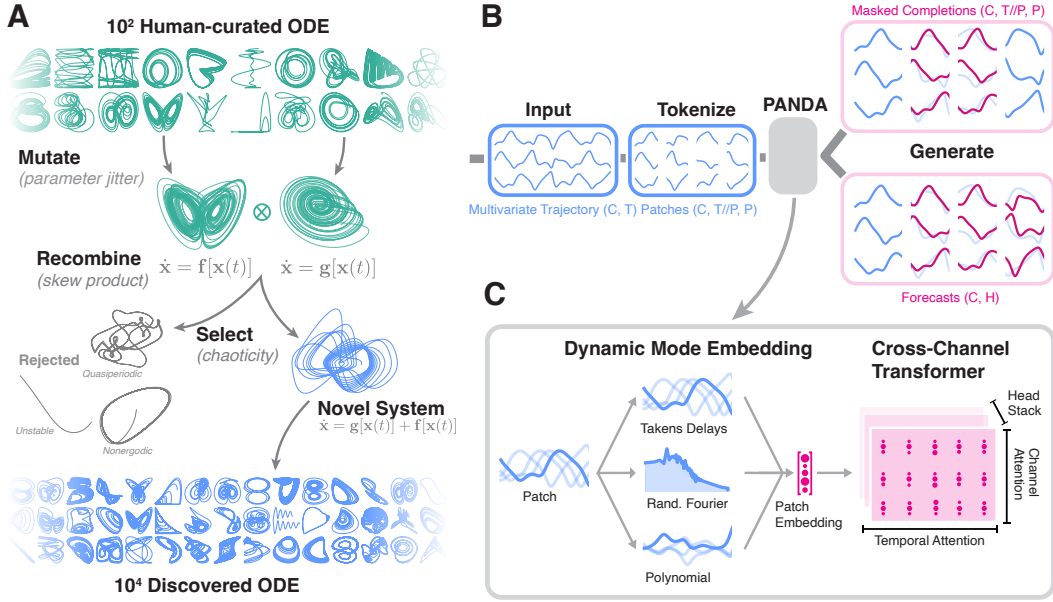 A
10² Human-curated ODE
Mutate
(parameter jitter)
⊗
Recombine
(skew product)
ẋ = f[x(t)]
ẋ = g[x(t)]
Select
(chaoticity)
Rejected
Quasiperiodic
Unstable
Nonergodic
Novel System
ẋ = g[x(t)] + f[x(t)]
10⁴ Discovered ODE
B
Input
Multivariate Trajectory (C, T)
Tokenize
Patches (C, T//P, P)
PANDA
Masked Completions (C, T//P, P)
Generate
Forecasts (C, H)
C
Dynamic Mode Embedding
Patch
Takens Delays
Rand. Fourier
Polynomial
Patch
Embedding
Cross-Channel
Transformer
Head
Stack
Channel
Attention
Temporal Attention